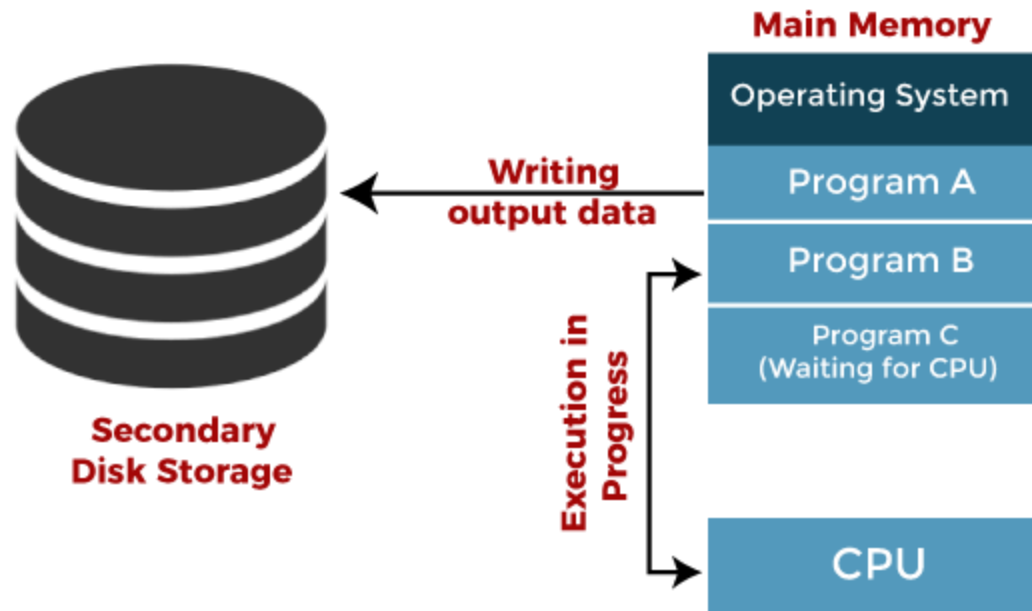 Main Memory
Operating System
Program A
Writing
output data
Program B
Program C
(Waiting for CPU)
Execution in
Progress
Secondary
Disk Storage
CPU